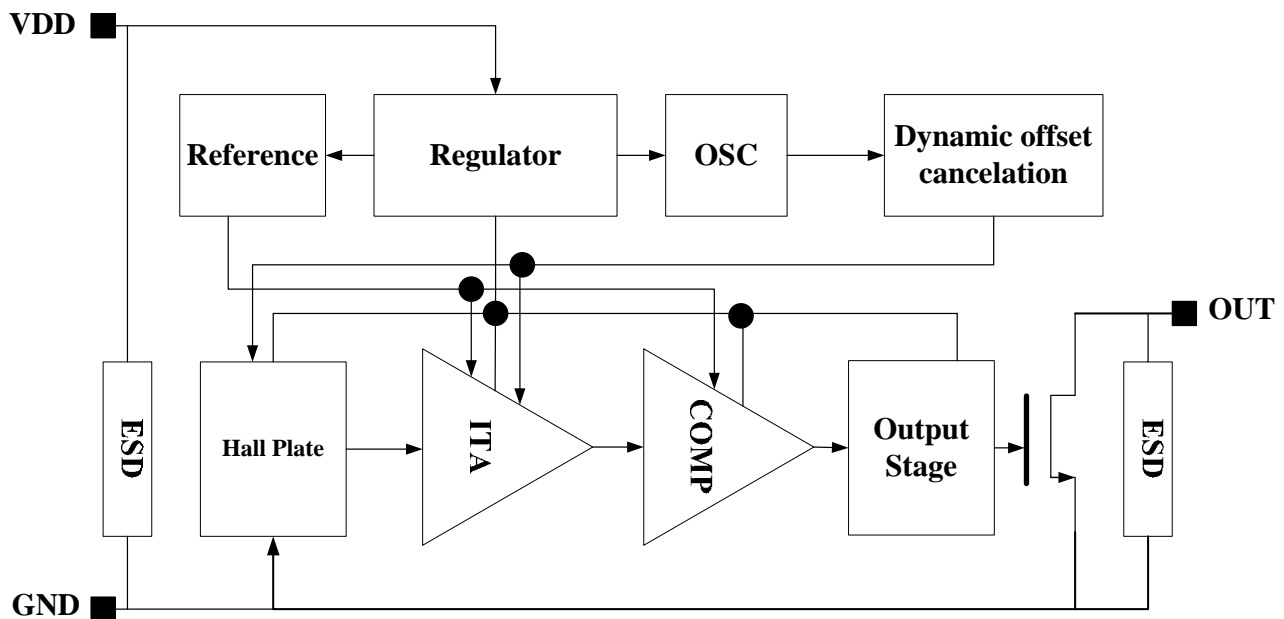 VDD
Reference
Regulator
OSC
Dynamic offset
cancelation
OUT
ESD
Hall Plate
ITA
COMP
Output
Stage
ESD
GND